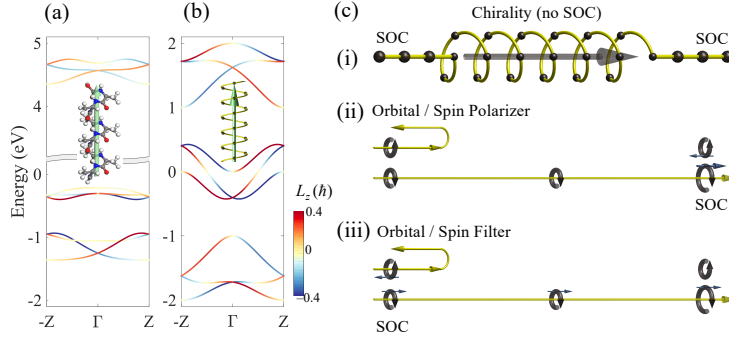 (a)
(b)
(c)
Chirality (no SOC)
SOC
SOC
(i)
(ii)
Orbital / Spin Polarizer
SOC
(iii)
Orbital / Spin Filter
SOC
Energy (eV)
5
4
0
-1
-2
-Z
Γ
Z
2
1
0
-1
-2
-Z
Γ
Z
L_z (ℏ)
0.4
0
−0.4